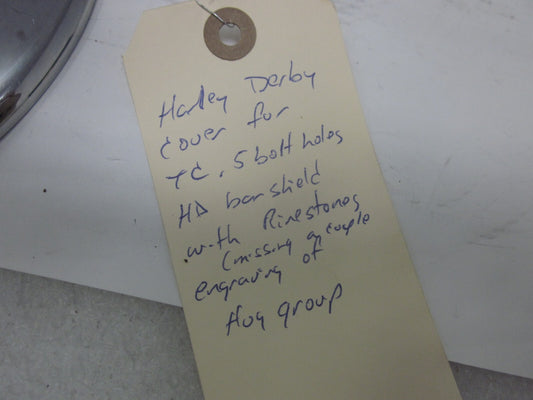 Harley Derby
Cover for
TC, 5 bolt holes
HD bar shield
with Rinestones
(missing a couple
engraving of
Hog group